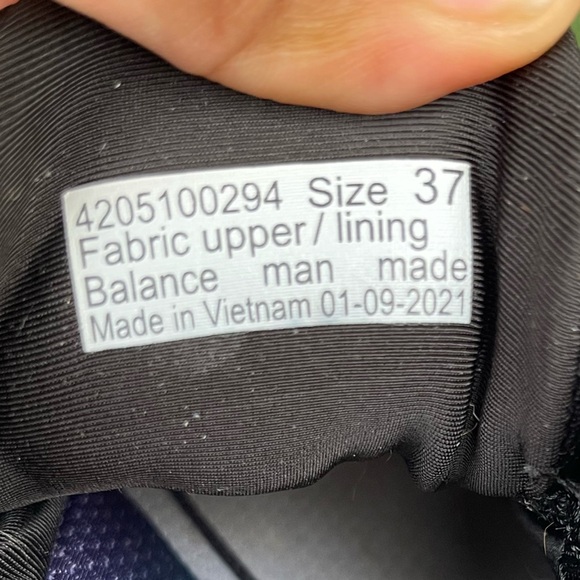 4205100294 Size 37
Fabric upper/ lining
Balance man made
Made in Vietnam 01-09-2021